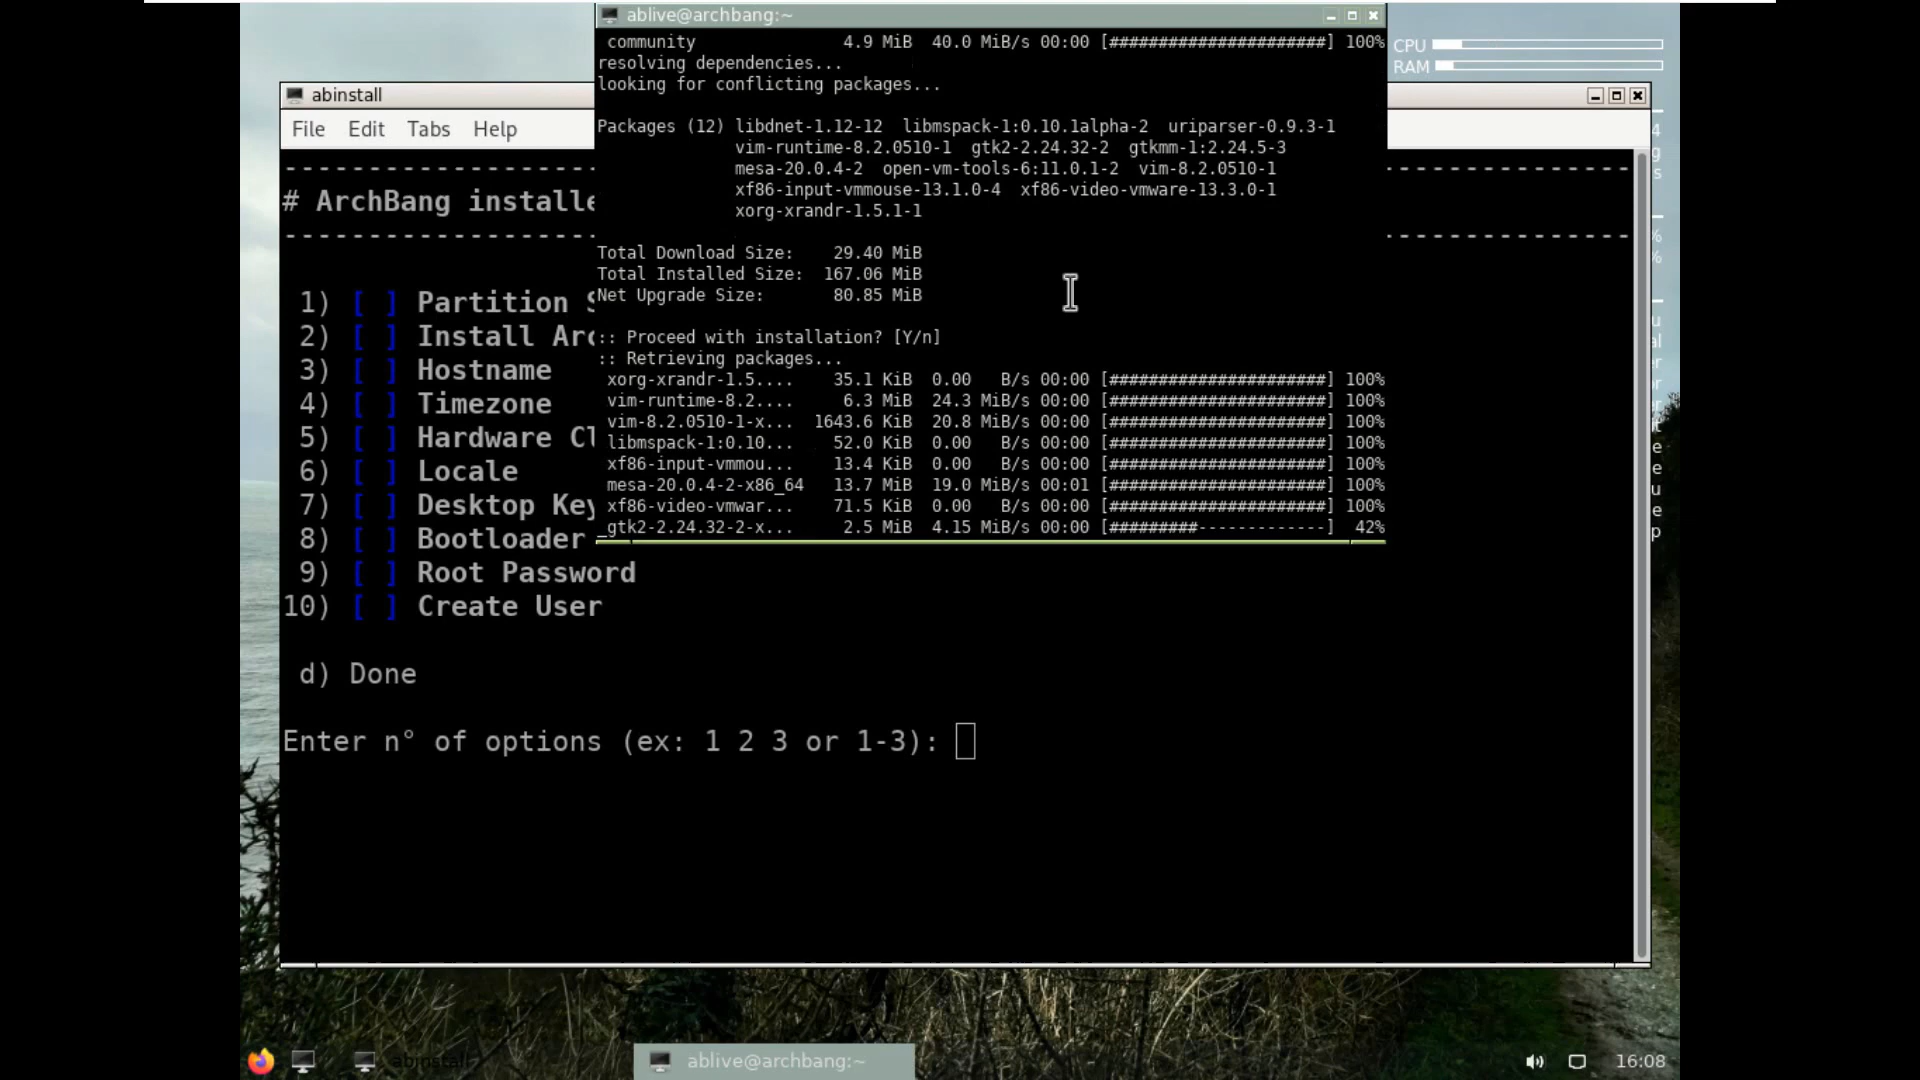 ablive@archbang:~
community 4.9 MiB 40.0 MiB/s 00:00 [######################] 100%
resolving dependencies...
looking for conflicting packages...
Packages (12) libdnet-1.12-12 libmspack-1:0.10.1alpha-2 uriparser-0.9.3-1
vim-runtime-8.2.0510-1 gtk2-2.24.32-2 gtkmm-1:2.24.5-3
mesa-20.0.4-2 open-vm-tools-6:11.0.1-2 vim-8.2.0510-1
xf86-input-vmmouse-13.1.0-4 xf86-video-vmware-13.3.0-1
xorg-xrandr-1.5.1-1
Total Download Size: 29.40 MiB
Total Installed Size: 167.06 MiB
Net Upgrade Size: 80.85 MiB
:: Proceed with installation? [Y/n]
:: Retrieving packages...
xorg-xrandr-1.5.... 35.1 KiB 0.00 B/s 00:00 [######################] 100%
vim-runtime-8.2.... 6.3 MiB 24.3 MiB/s 00:00 [######################] 100%
vim-8.2.0510-1-x... 1643.6 KiB 20.8 MiB/s 00:00 [######################] 100%
libmspack-1:0.10... 52.0 KiB 0.00 B/s 00:00 [######################] 100%
xf86-input-vmmou... 13.4 KiB 0.00 B/s 00:00 [######################] 100%
mesa-20.0.4-2-x86_64 13.7 MiB 19.0 MiB/s 00:01 [######################] 100%
xf86-video-vmwar... 71.5 KiB 0.00 B/s 00:00 [######################] 100%
_gtk2-2.24.32-2-x... 2.5 MiB 4.15 MiB/s 00:00 [#########-------------] 42%
CPU
RAM
abinstall
File Edit Tabs Help
# ArchBang installe
1) [ ] Partition S
2) [ ] Install Arc
3) [ ] Hostname
4) [ ] Timezone
5) [ ] Hardware Cl
6) [ ] Locale
7) [ ] Desktop Key
8) [ ] Bootloader
9) [ ] Root Password
10) [ ] Create User
d) Done
Enter n° of options (ex: 1 2 3 or 1-3):
abinstall
ablive@archbang:~
16:08